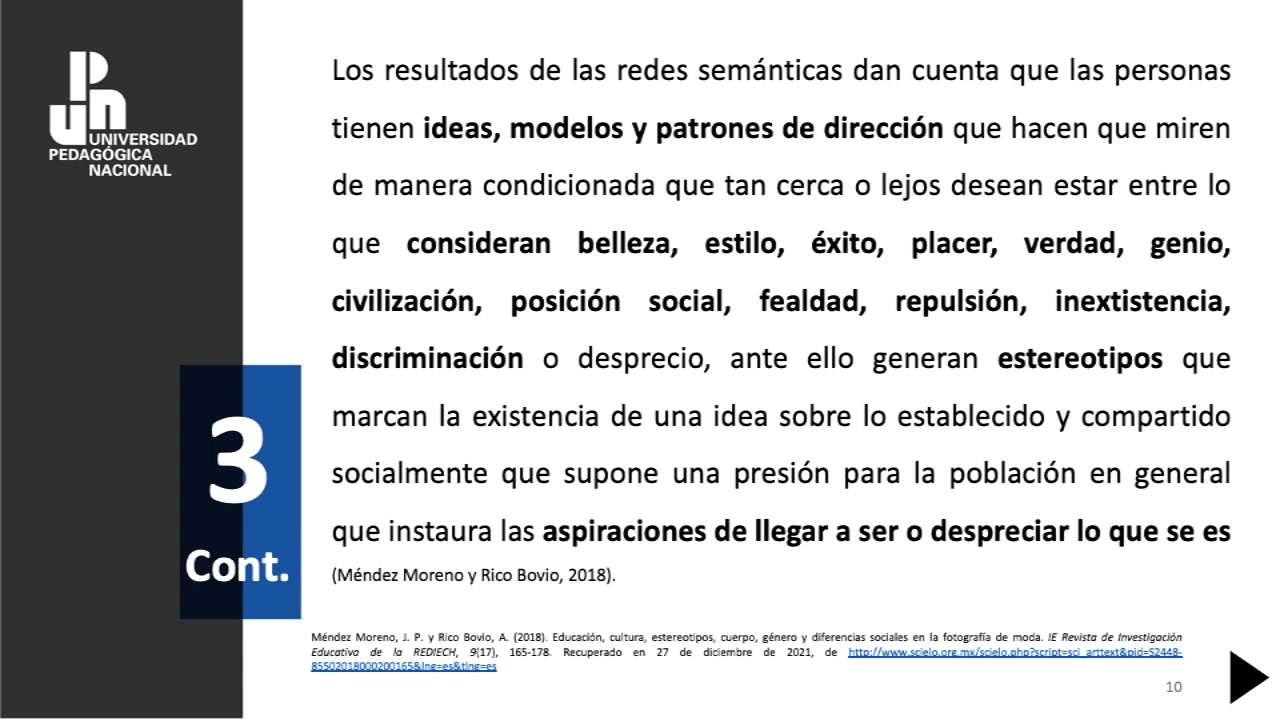 UNIVERSIDAD
PEDAGÓGICA
NACIONAL
Los resultados de las redes semánticas dan cuenta que las personas
tienen ideas, modelos y patrones de dirección que hacen que miren
de manera condicionada que tan cerca o lejos desean estar entre lo
que consideran belleza, estilo, éxito, placer, verdad, genio,
civilización, posición social, fealdad, repulsión, inextistencia,
discriminación o desprecio, ante ello generan estereotipos que
marcan la existencia de una idea sobre lo establecido y compartido
socialmente que supone una presión para la población en general
que instaura las aspiraciones de llegar a ser o despreciar lo que se es
(Méndez Moreno y Rico Bovio, 2018).
3
Cont.
Méndez Moreno, J. P. y Rico Bovio, A. (2018). Educación, cultura, estereotipos, cuerpo, género y diferencias sociales en la fotografía de moda. IE Revista de Investigación
Educativa de la REDIECH, 9(17), 165-178. Recuperado en 27 de diciembre de 2021, de http://www.scielo.org.mx/scielo.php?script=sci_arttext&pid=S2448-
85502018000200165&lng=es&tlng=es
10